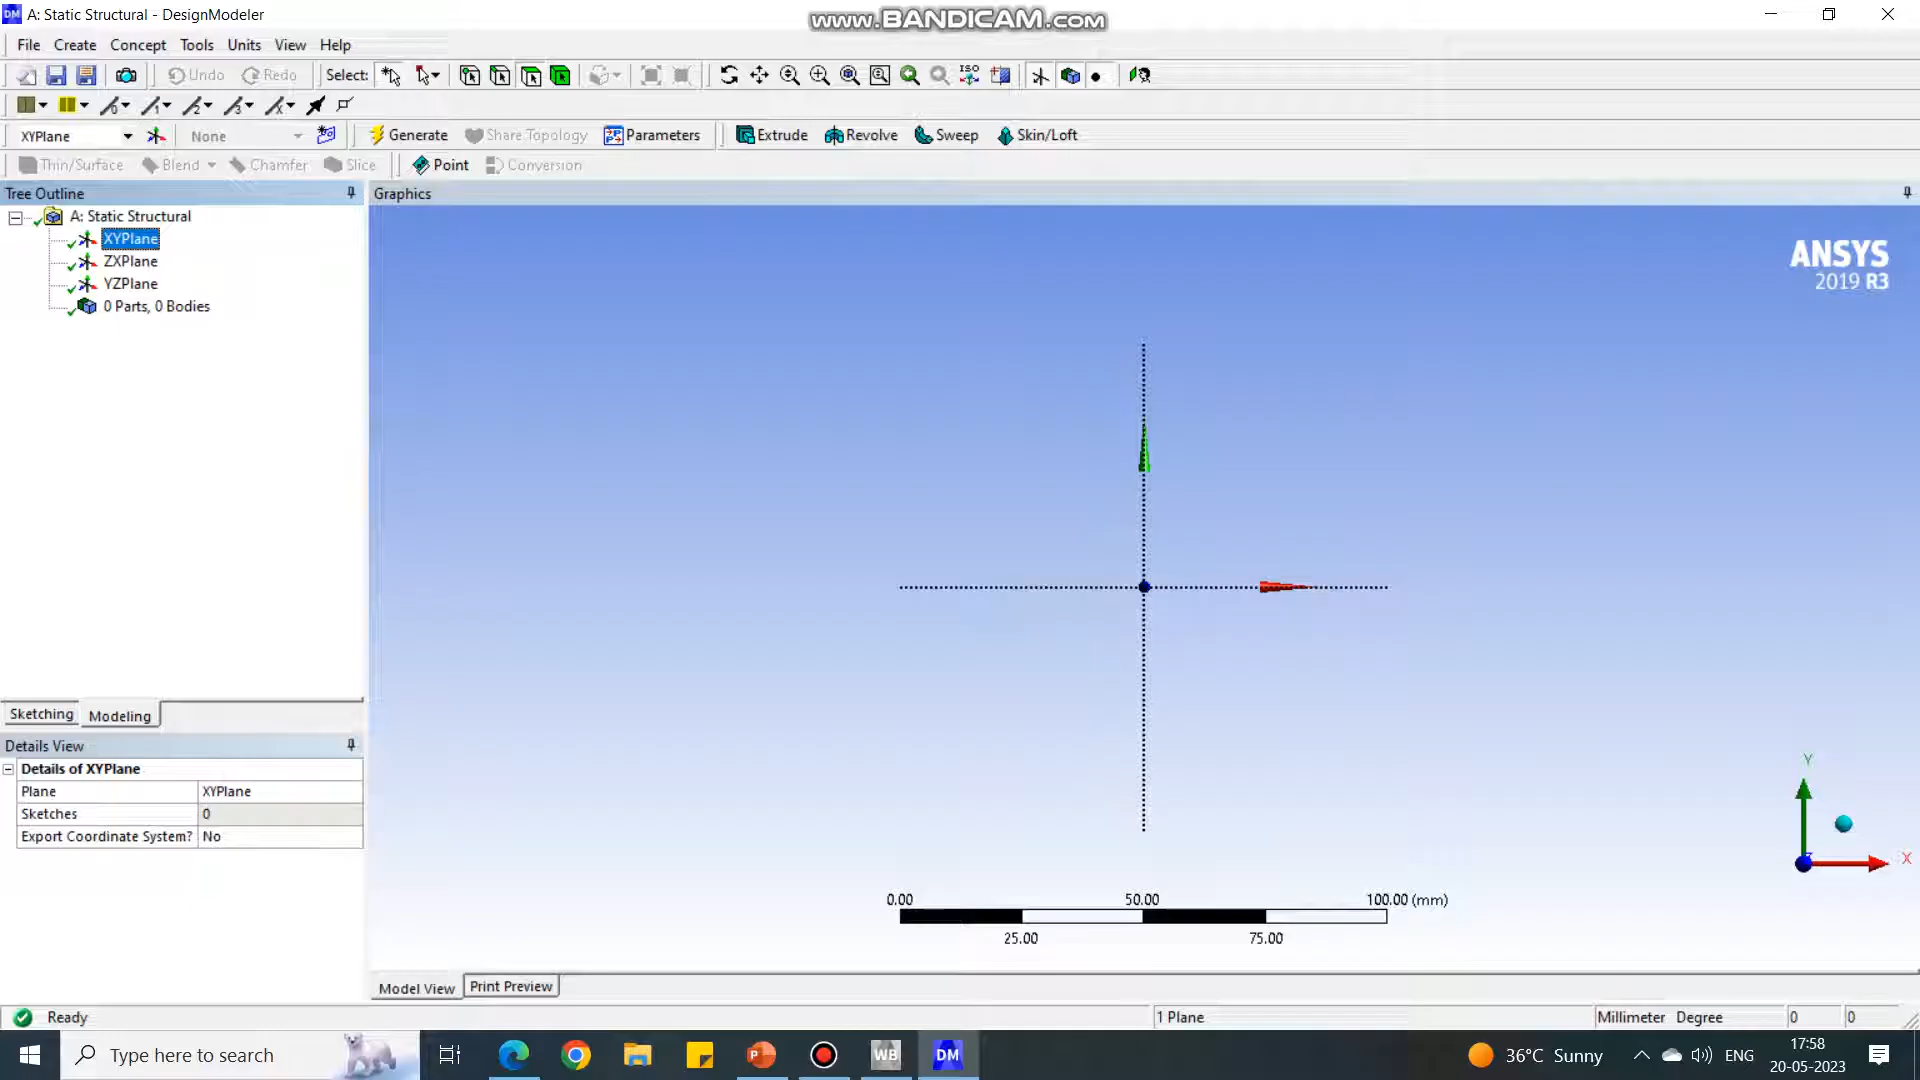 A: Static Structural - DesignModeler
www.BANDICAM.com
File Create Concept Tools Units View Help
Undo Redo Select: ISO
XYPlane None Generate Share Topology Parameters Extrude Revolve Sweep Skin/Loft
Thin/Surface Blend Chamfer Slice Point Conversion
Tree Outline
Graphics
A: Static Structural
XYPlane
ZXPlane
YZPlane
0 Parts, 0 Bodies
ANSYS
2019 R3
Sketching Modeling
Details View
Details of XYPlane
Plane XYPlane
Sketches 0
Export Coordinate System? No
Y
X
0.00 50.00 100.00 (mm)
25.00 75.00
Model View Print Preview
Ready 1 Plane Millimeter Degree 0 0
Type here to search WB DM 36°C Sunny ENG
17:58
20-05-2023